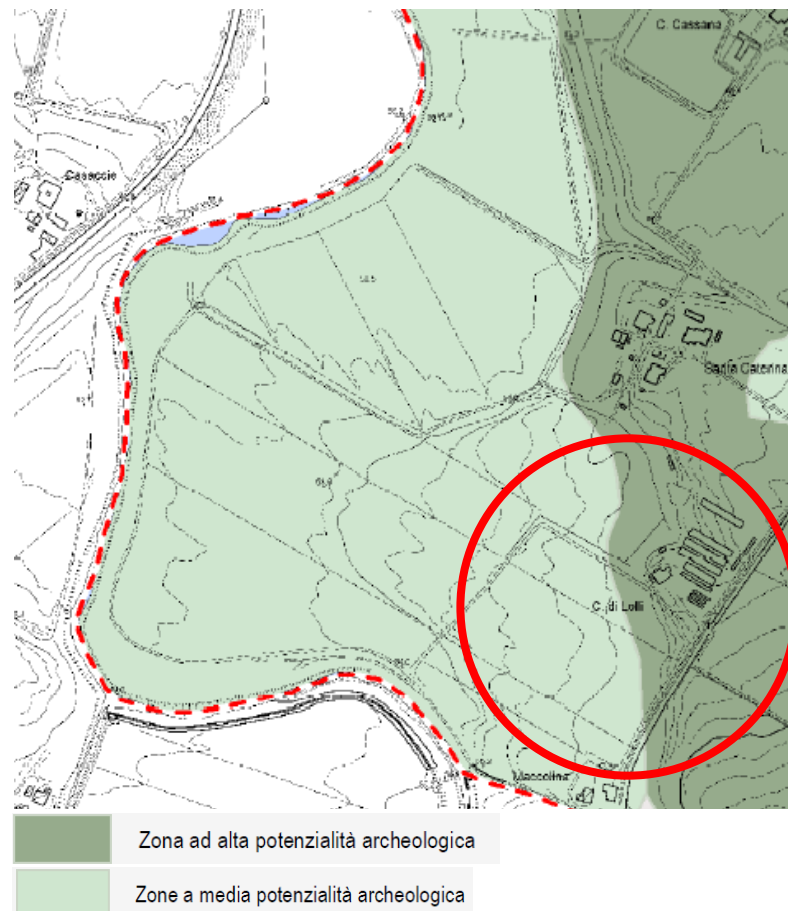 C. Cassana
Casaccie
Santa Caterina
C. di Lolli
Maccolina
Zona ad alta potenzialità archeologica
Zone a media potenzialità archeologica